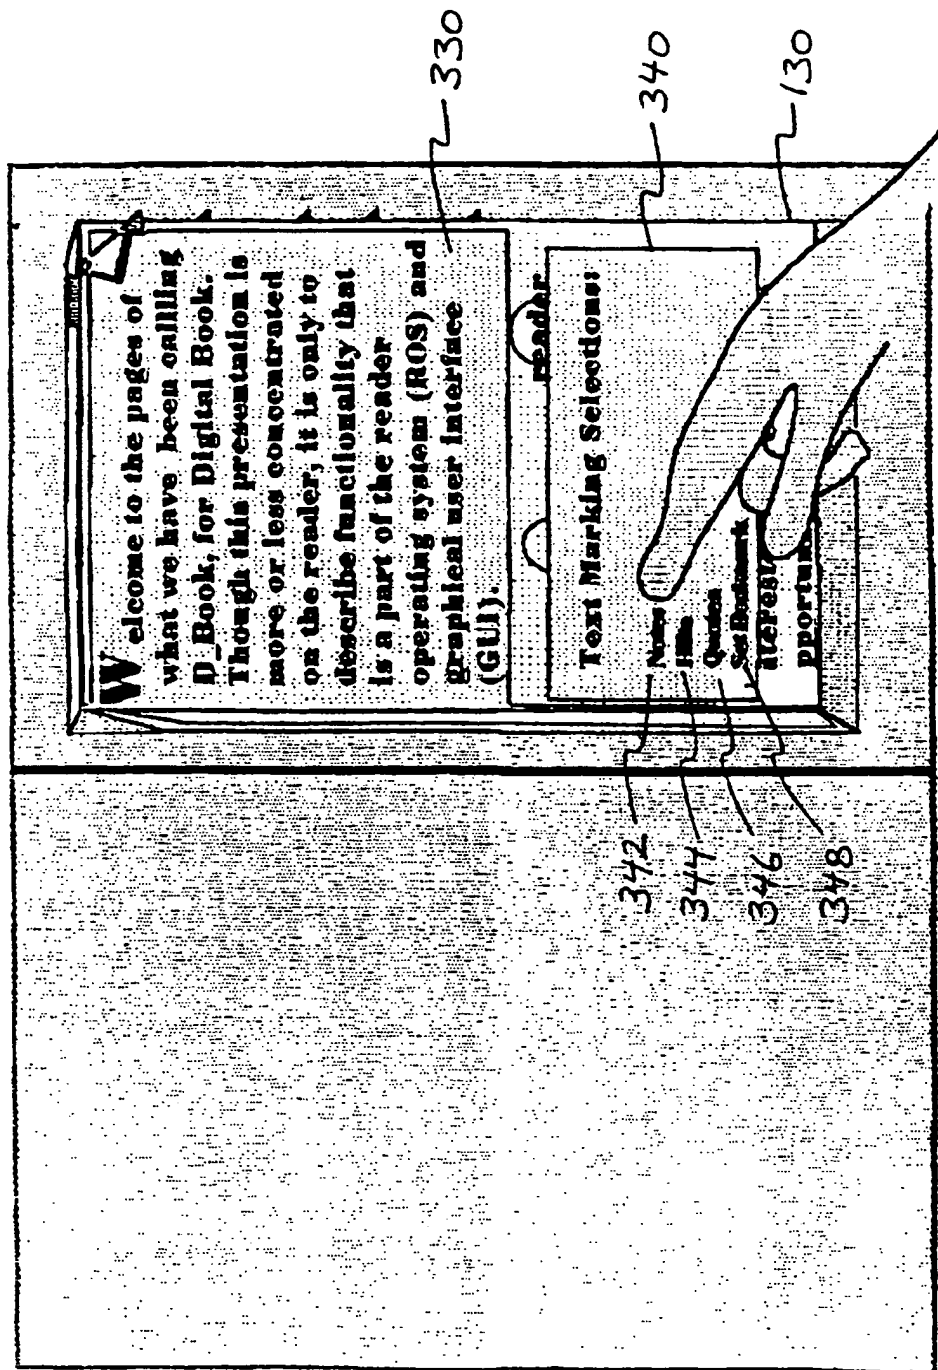 Welcome to the pages of
what we have been calling
D_Book, for Digital Book.
Though this presentation is
more or less concentrated
on the reader, it is only to
describe functionality that
is a part of the reader
operating system (ROS) and
graphical user interface
(GUI).
reader
Text Marking Selections:
Notes
Quotes
Set Bookmark
pportun
330
340
130
342
344
346
348